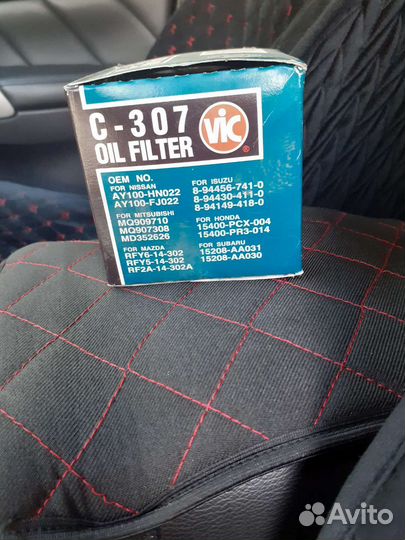 C-307
OIL FILTER
VIC
®
OEM NO.
FOR NISSAN
AY100-HN022
AY100-FJ022
FOR MITSUBISHI
MQ909710
MQ907308
MD352626
FOR MAZDA
RFY6-14-302
RFY5-14-302
RF2A-14-302A
FOR ISUZU
8-94456-741-0
8-94430-411-0
8-94149-418-0
FOR HONDA
15400-PCX-004
15400-PR3-014
FOR SUBARU
15208-AA031
15208-AA030
Avito